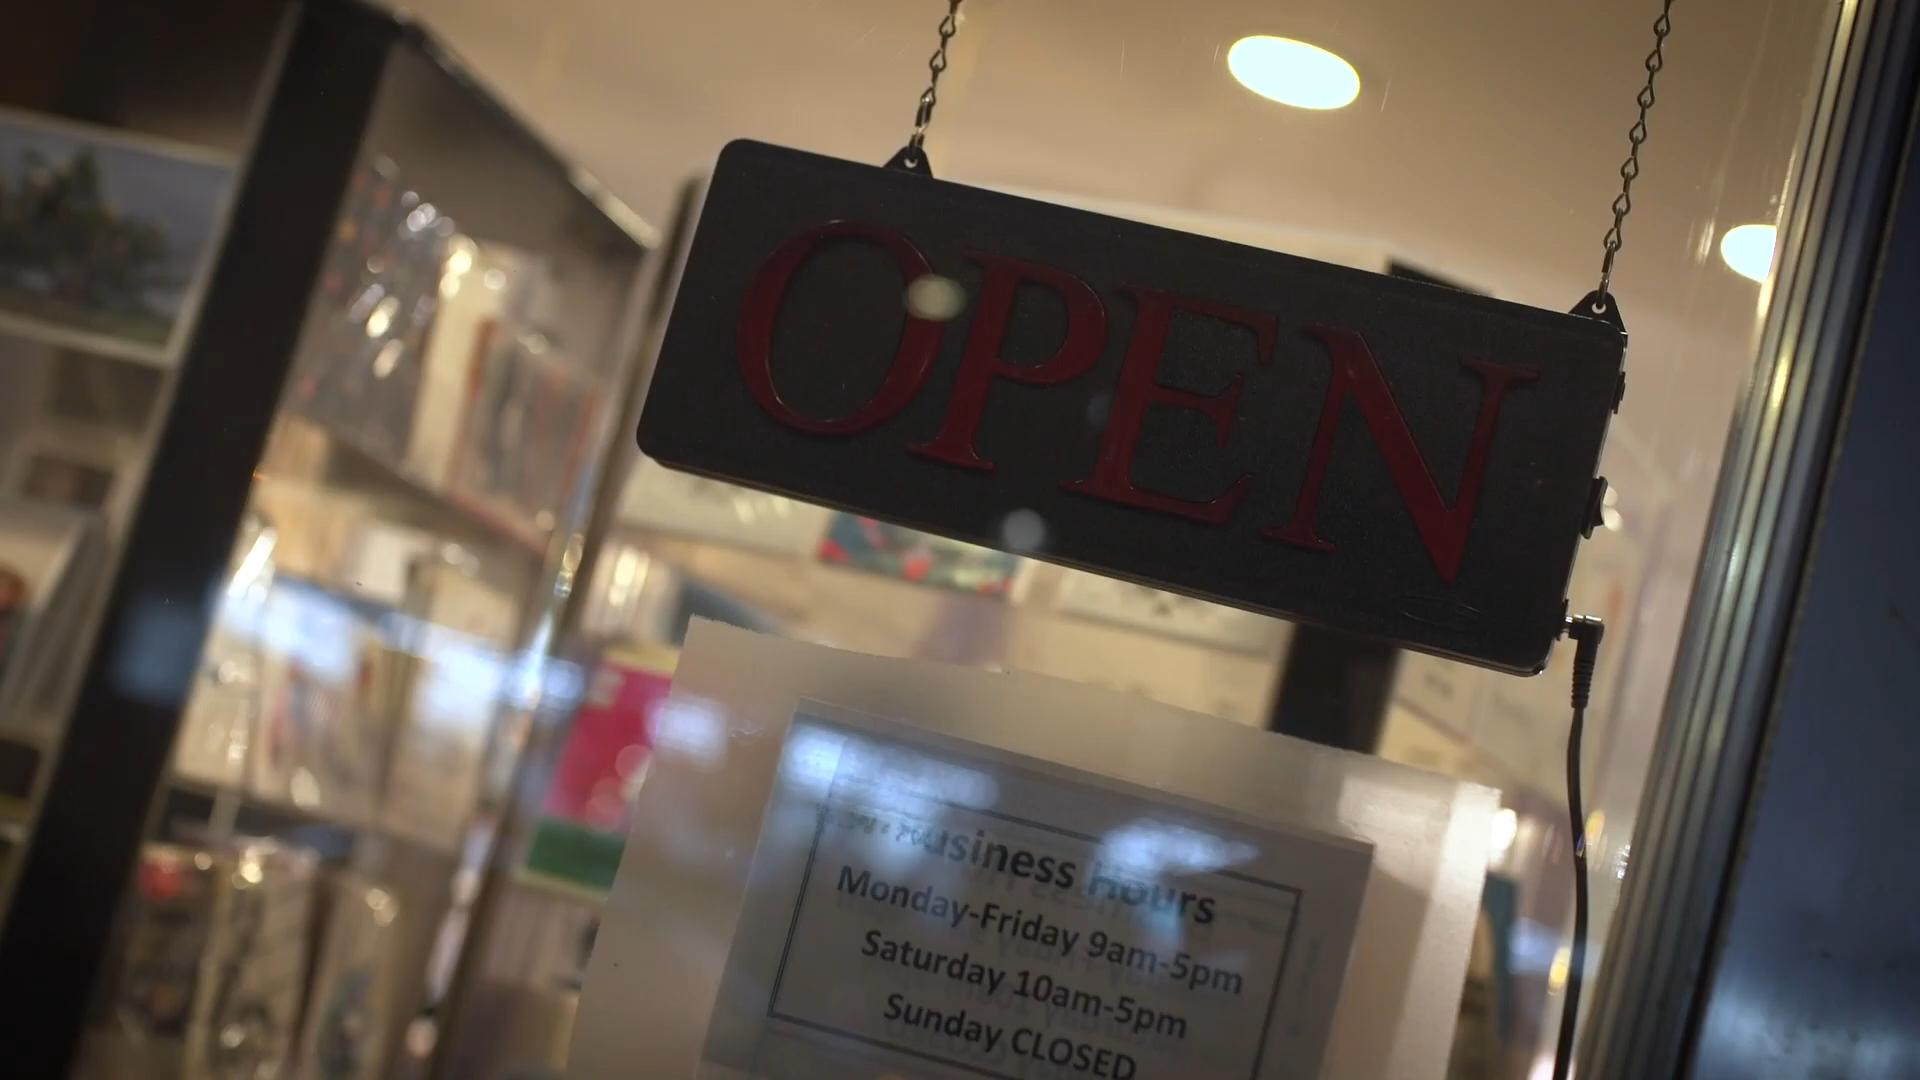 OPEN
Business Hours
Monday-Friday 9am-5pm
Saturday 10am-5pm
Sunday CLOSED